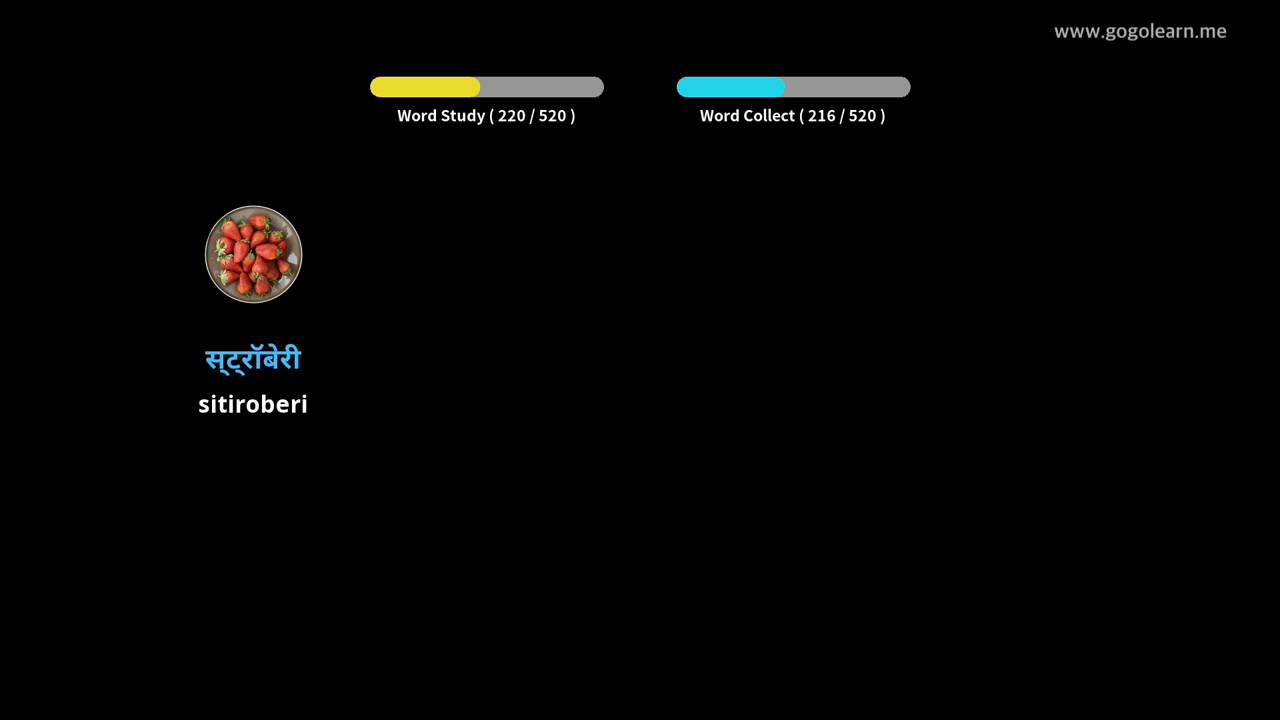 www.gogolearn.me
Word Study ( 220 / 520 )
Word Collect ( 216 / 520 )
स्ट्रॉबेरी
sitiroberi